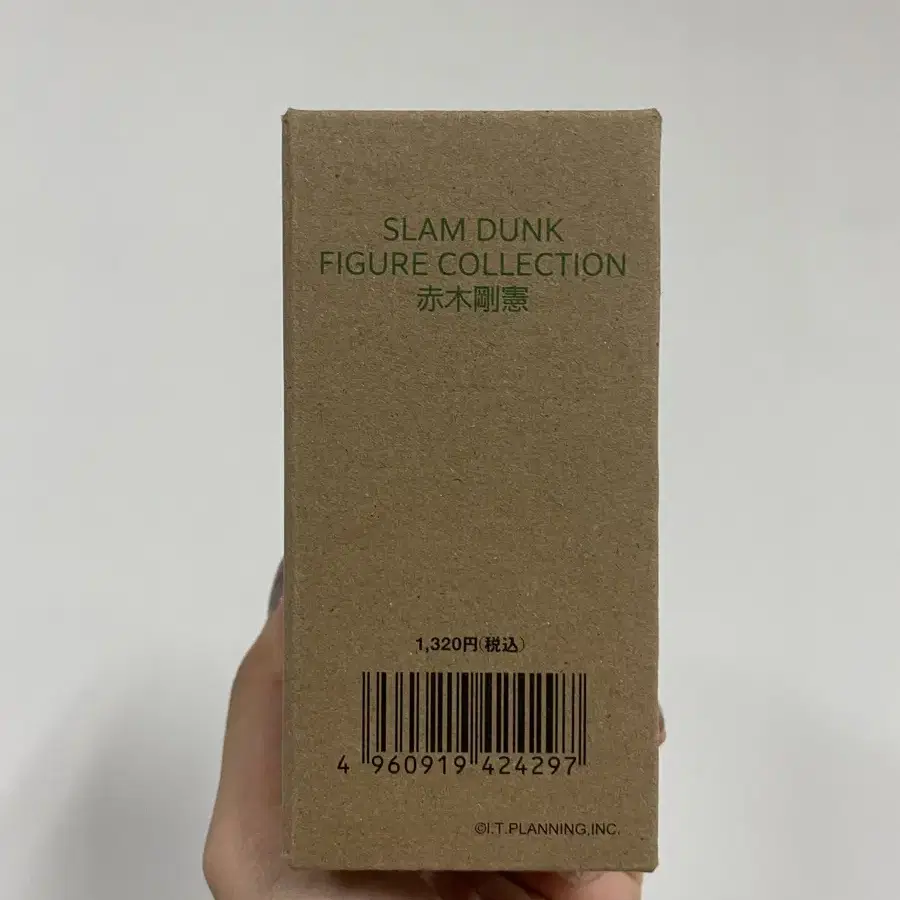 SLAM DUNK
FIGURE COLLECTION
赤木剛憲
1,320円(税込)
4 960919 424297
©I.T.PLANNING,INC.